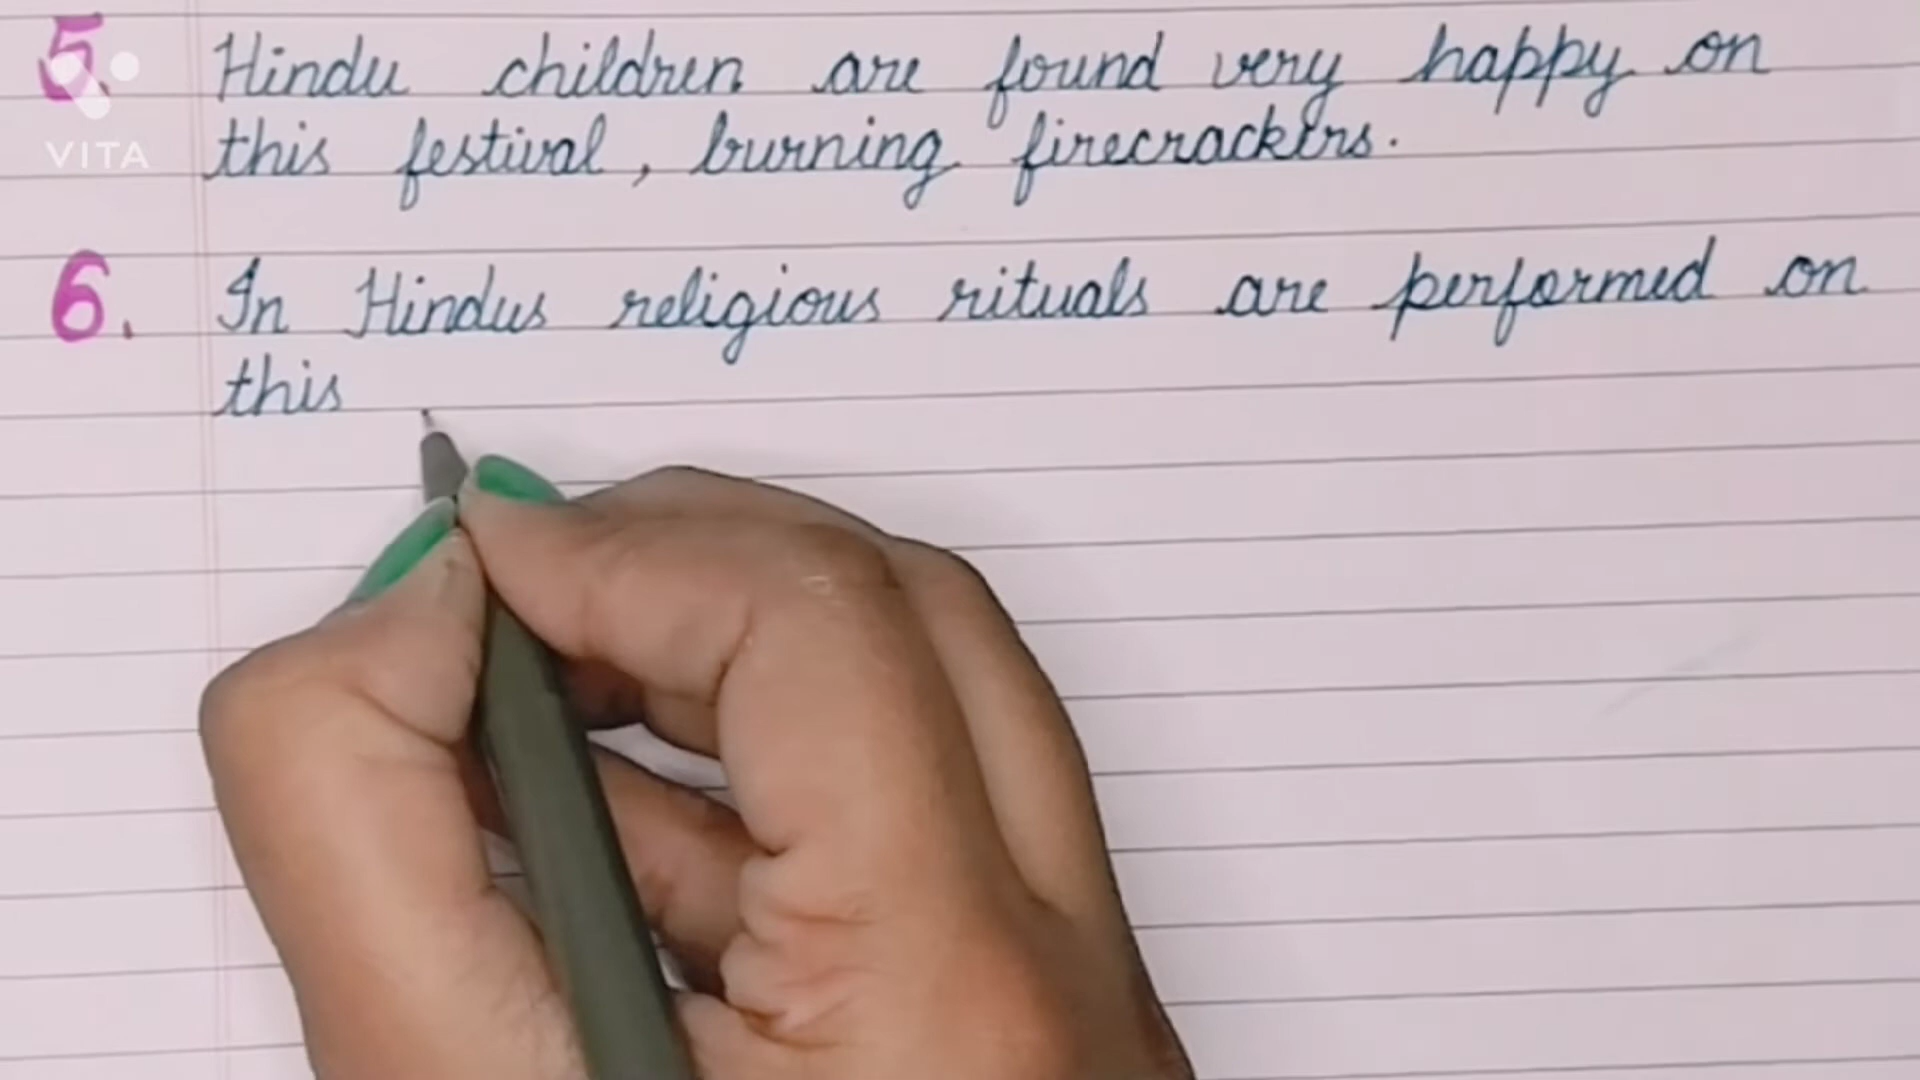 5. Hindu children are found very happy on
this festival, burning firecrackers.
VITA
6. In Hindus religious rituals are performed on
this